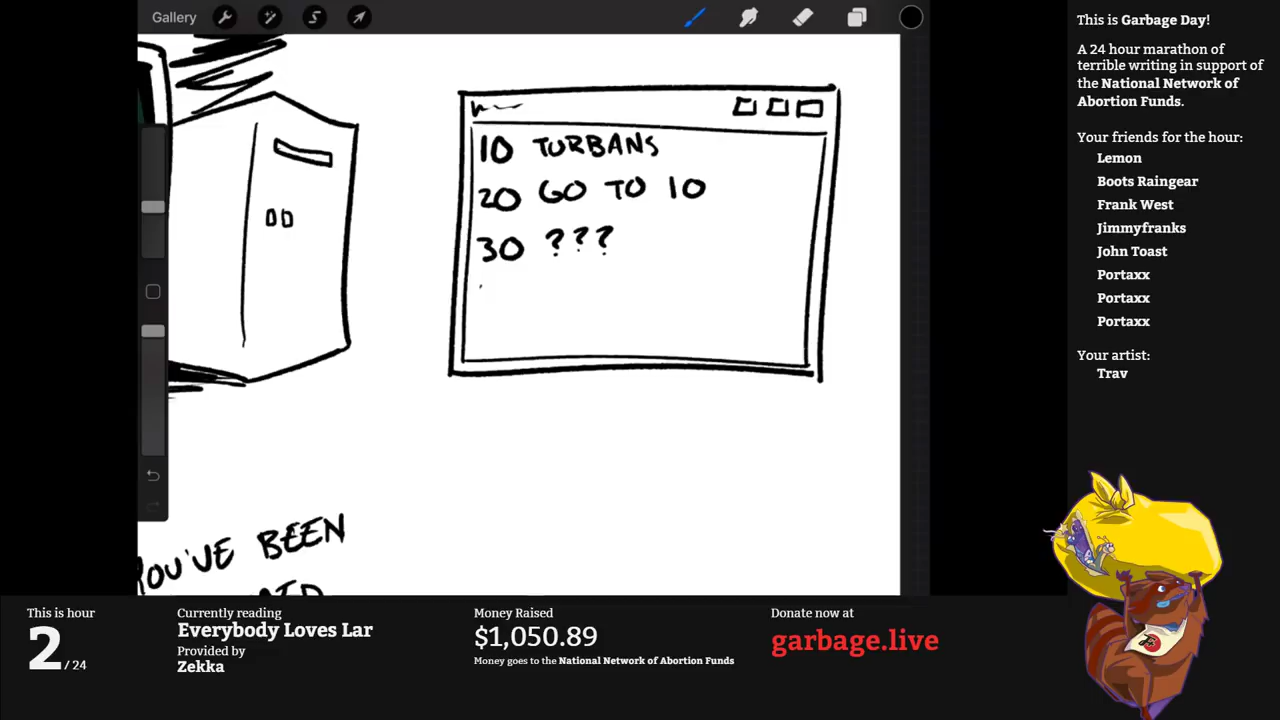 Gallery
10 TURBANS
20 GO TO 10
30 ???
YOU'VE BEEN
This is Garbage Day!
A 24 hour marathon of
terrible writing in support of
the National Network of
Abortion Funds.
Your friends for the hour:
Lemon
Boots Raingear
Frank West
Jimmyfranks
John Toast
Portaxx
Portaxx
Portaxx
Your artist:
Trav
This is hour
2 / 24
Currently reading
Everybody Loves Lar
Provided by
Zekka
Money Raised
$1,050.89
Money goes to the National Network of Abortion Funds
Donate now at
garbage.live